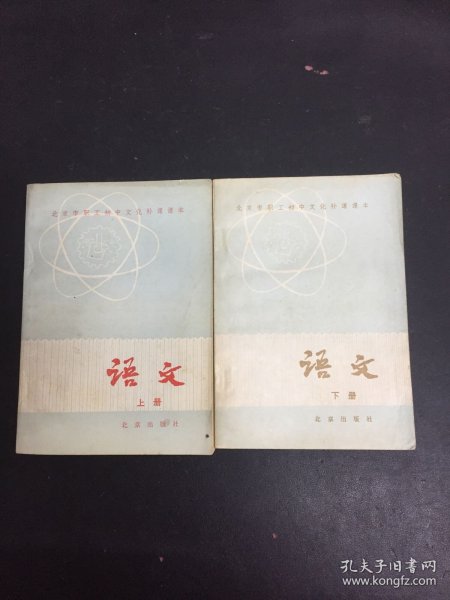 北京市职工初中文化补课课本
语文
上册
北京出版社
北京市职工初中文化补课课本
语文
下册
北京出版社
孔夫子旧书网
www.kongfz.com